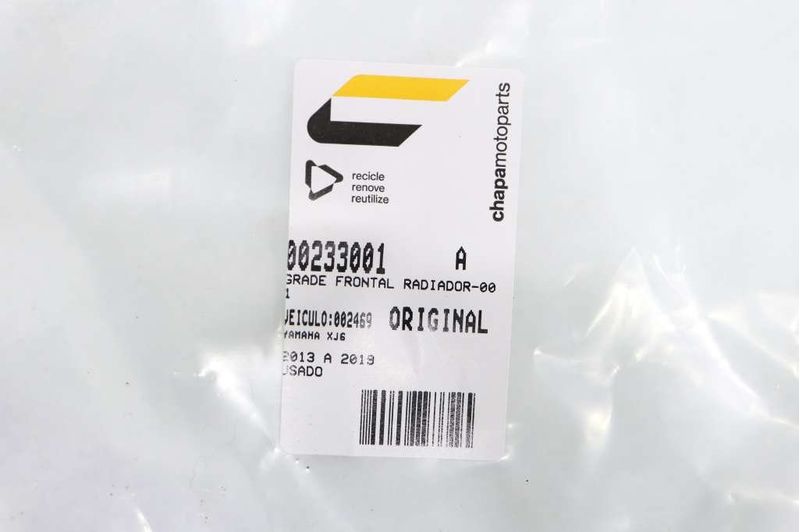 chapamotoparts
recicle
renove
reutilize
00233001 A
GRADE FRONTAL RADIADOR-00
1
VEICULO:002469 ORIGINAL
YAMAHA XJ6
2013 A 2019
USADO